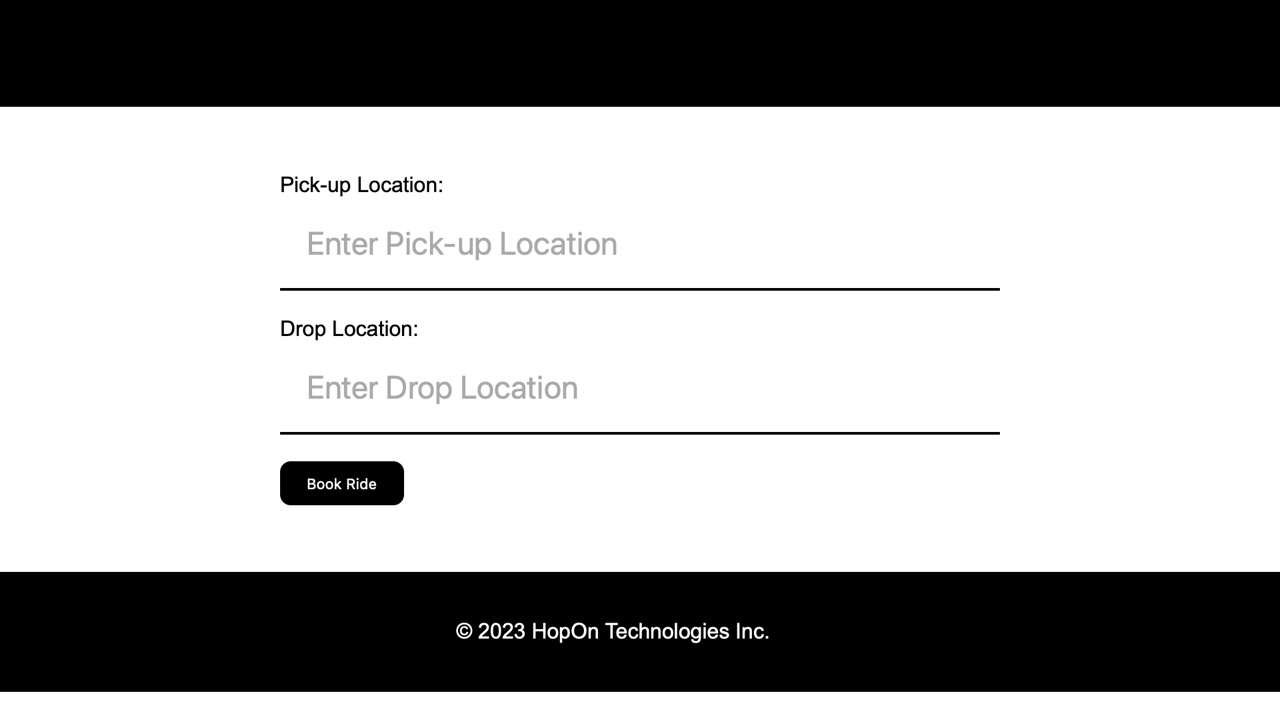 Pick-up Location:
Enter Pick-up Location
Drop Location:
Enter Drop Location
Book Ride
© 2023 HopOn Technologies Inc.